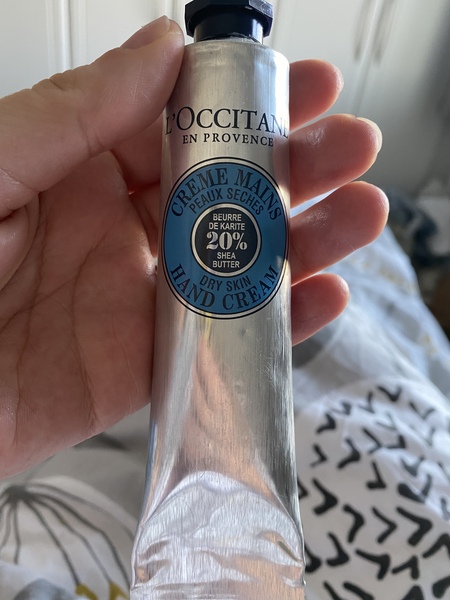 L'OCCITANE
EN PROVENCE
CREME MAINS
PEAUX SECHES
BEURRE
DE KARITE
20%
SHEA
BUTTER
DRY SKIN
HAND CREAM